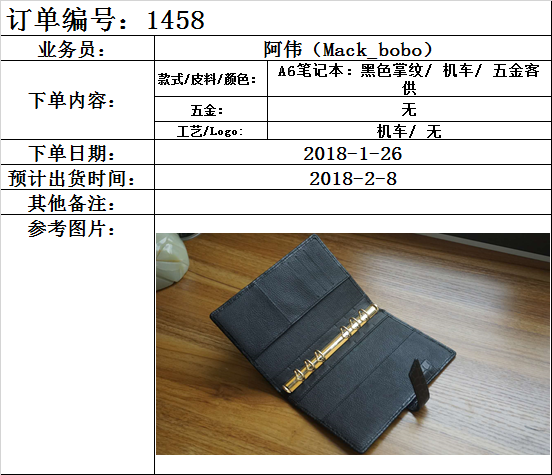 订单编号：1458
业务员： 阿伟（Mack_bobo）
下单内容： 款式/皮料/颜色： A6笔记本：黑色掌纹/ 机车/ 五金客
供
五金： 无
工艺/Logo: 机车/ 无
下单日期： 2018-1-26
预计出货时间： 2018-2-8
其他备注：
参考图片：